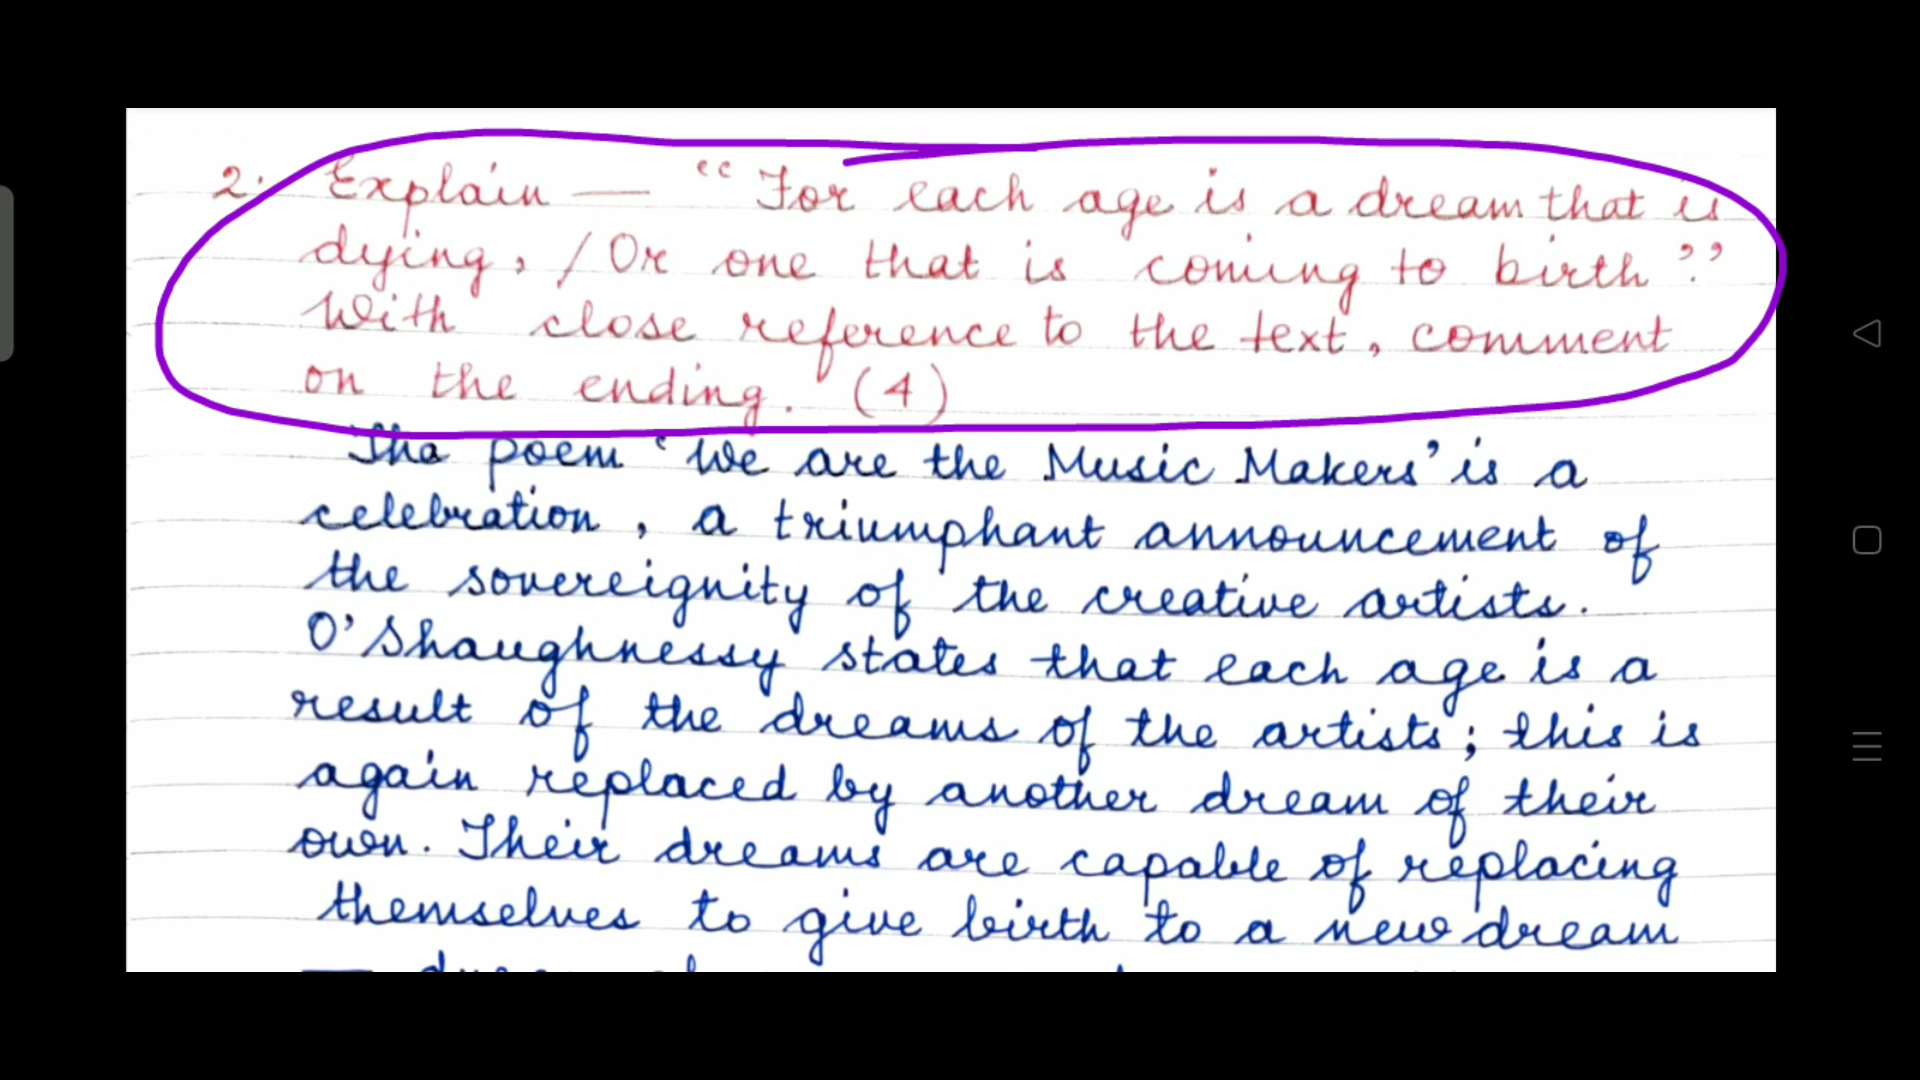 2. Explain — "For each age is a dream that is
dying, / Or one that is coming to birth".
With close reference to the text, comment
on the ending. (4)
The poem 'We are the Music Makers' is a
celebration, a triumphant announcement of
the sovereignity of the creative artists.
O'Shaughnessy states that each age is a
result of the dreams of the artists; this is
again replaced by another dream of their
own. Their dreams are capable of replacing
themselves to give birth to a new dream